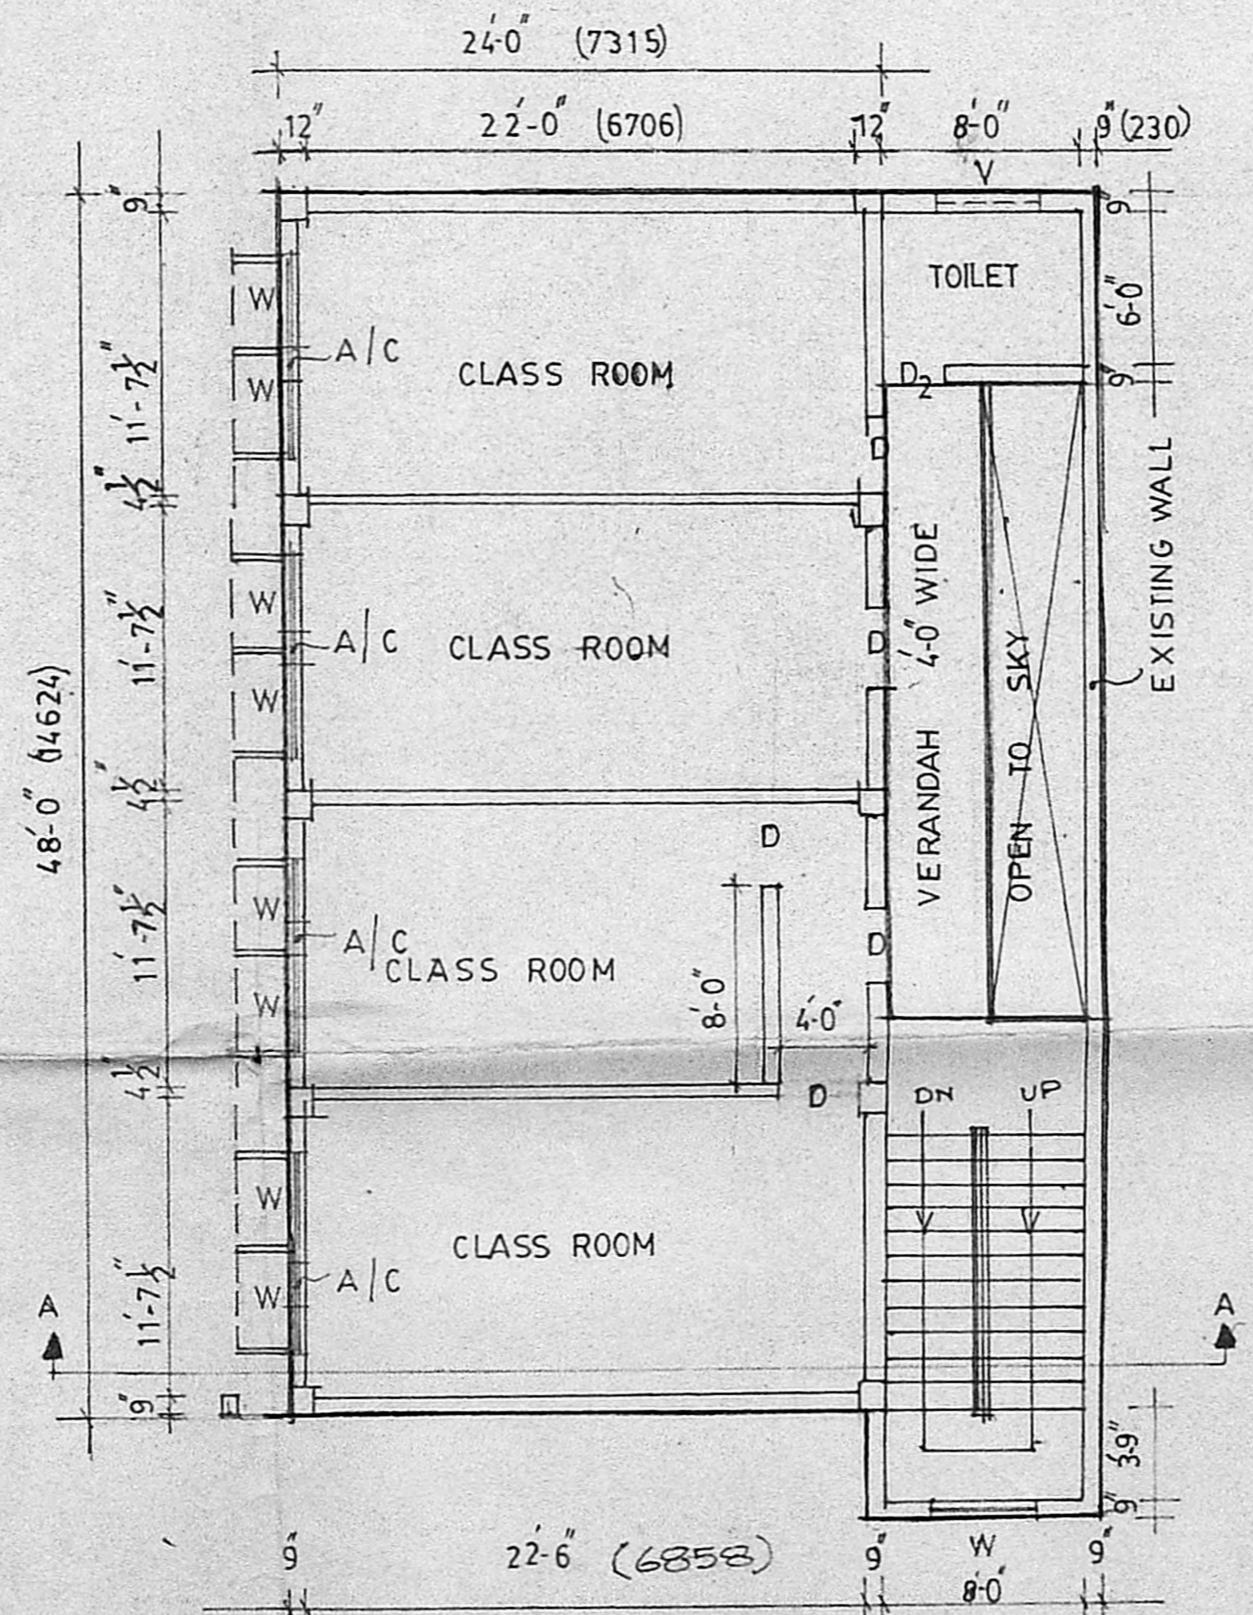 24'-0" (7315)
12" 22'-0" (6706) 12" 8'-0" 9" (230)
V
9" 9"
TOILET
6'-0"
W
A/C
CLASS ROOM
W
D2 9"
11'-7½"
D
4½"
EXISTING WALL
VERANDAH 4'-0" WIDE
OPEN TO SKY
W
A/C CLASS ROOM D
W
11'-7½"
48'-0" (14624)
4½"
D
W
A/C D
CLASS ROOM
W
11'-7½"
8'-0" 4'-0"
4½"
D DN UP
W
CLASS ROOM
A/C
W
11'-7½"
A A
9"
3'-9"
9"
W
9" 22'-6" (6858) 9" 8'-0" 9"